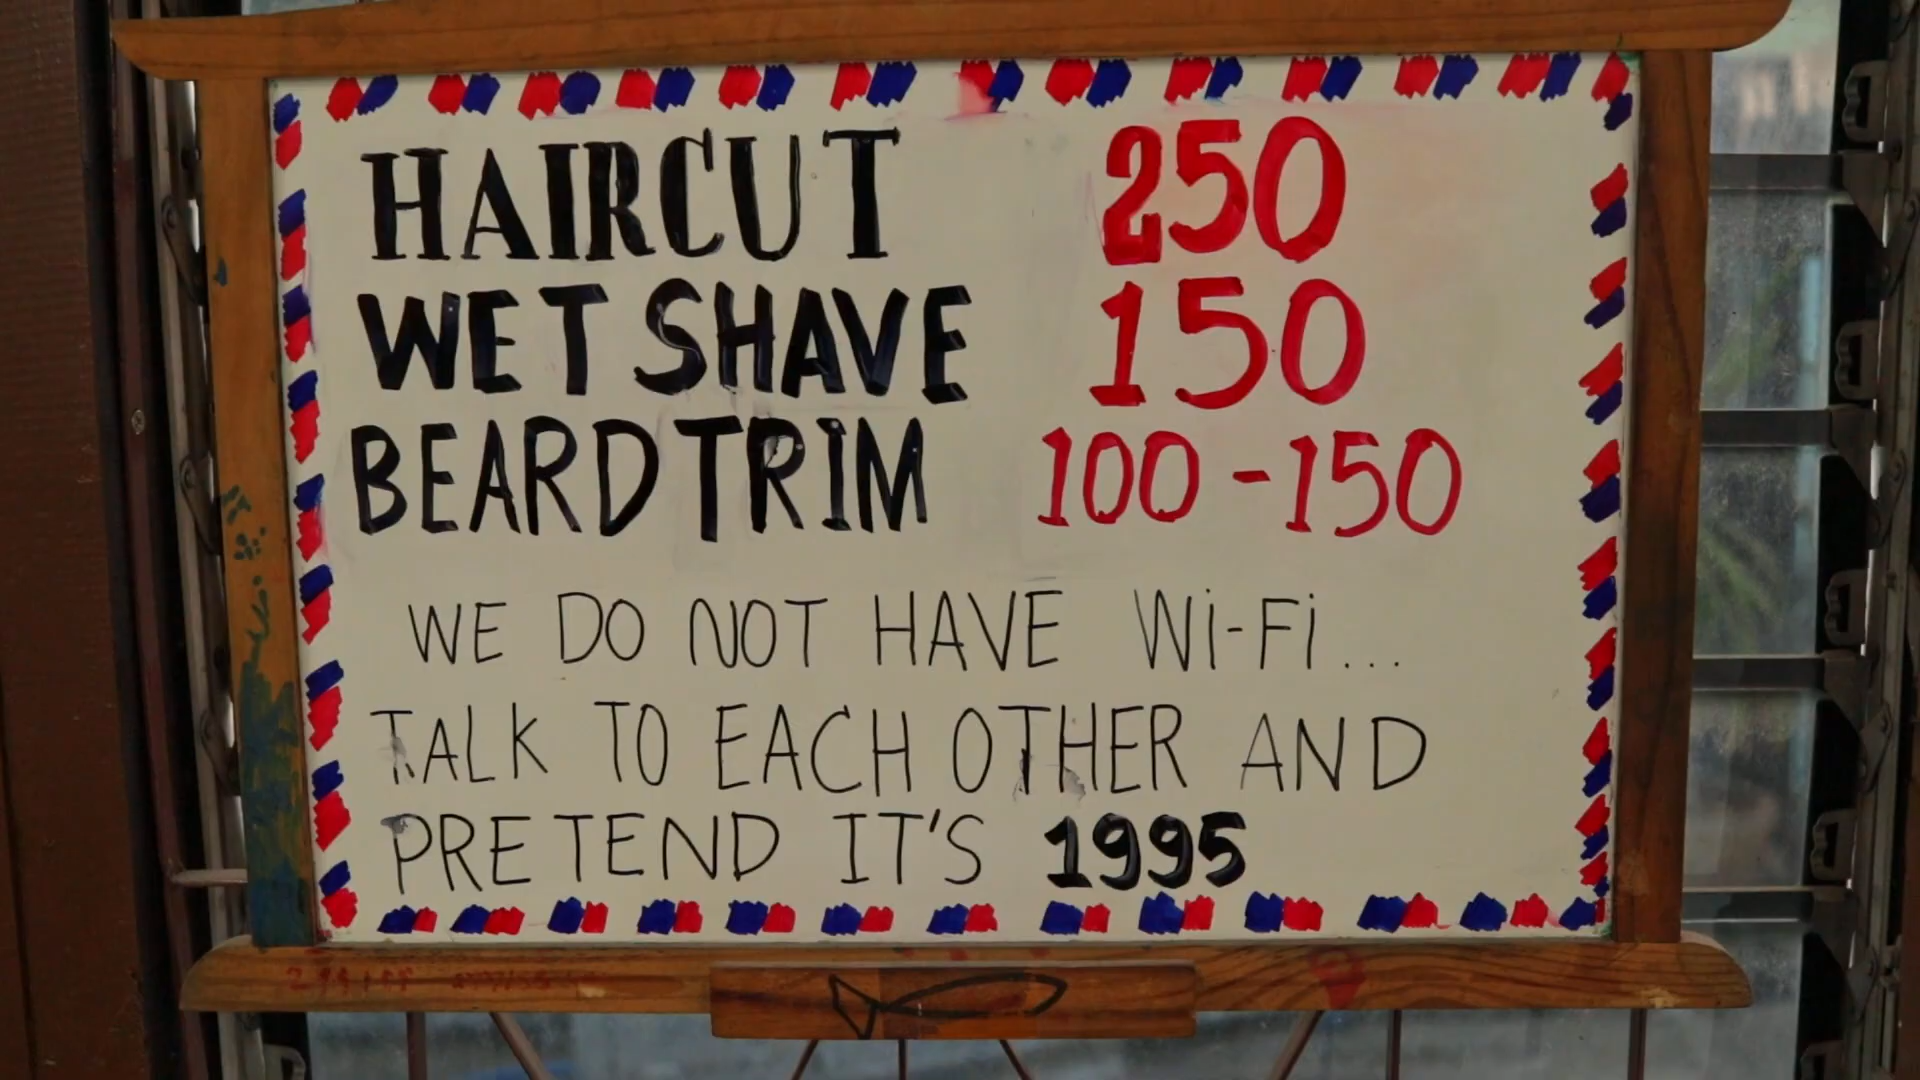 HAIRCUT 250
WET SHAVE 150
BEARD TRIM 100-150
WE DO NOT HAVE Wi-Fi...
TALK TO EACH OTHER AND
PRETEND IT'S 1995